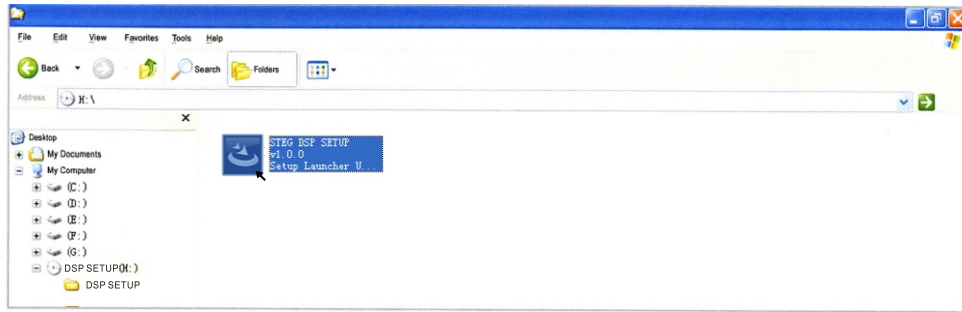 File Edit View Favorites Tools Help
Back Search Folders
Address H:\
Desktop
My Documents
My Computer
(C:)
(D:)
(E:)
(F:)
(G:)
DSP SETUP(H:)
DSP SETUP
STEG DSP SETUP
v1.0.0
Setup Launcher U...